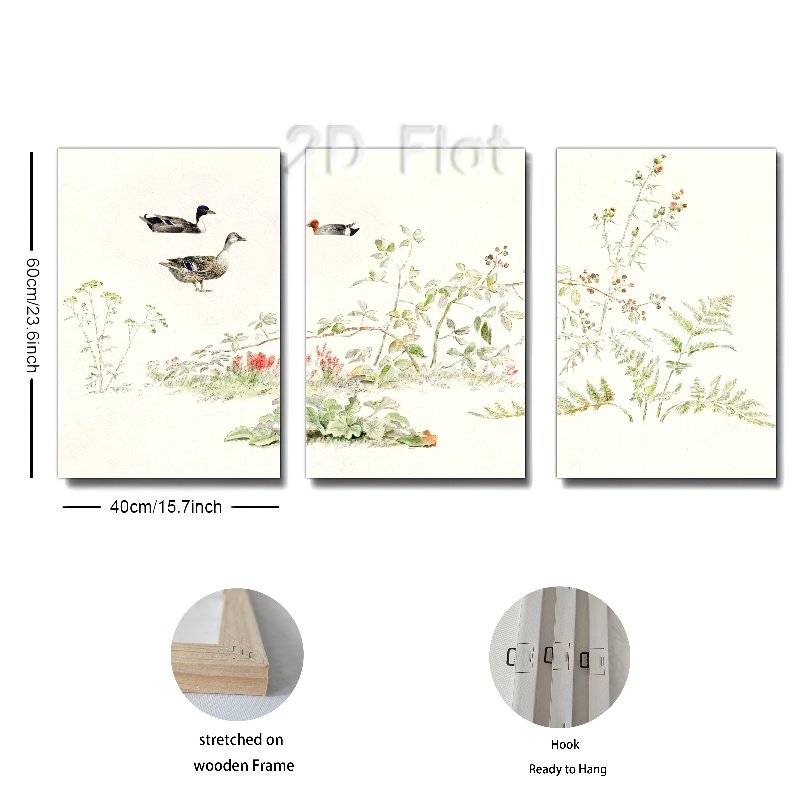 2D Flat
60cm/23.6inch
40cm/15.7inch
stretched on
wooden Frame
Hook
Ready to Hang